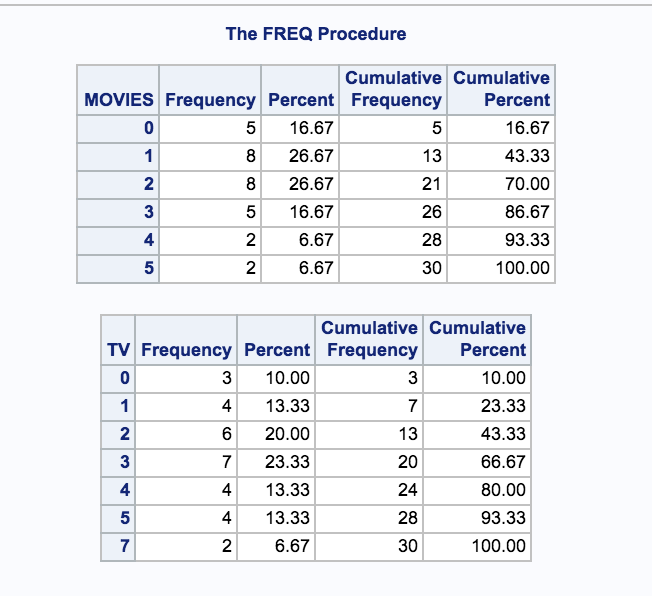 The FREQ Procedure
MOVIES Frequency Percent Cumulative Frequency Cumulative Percent
0 5 16.67 5 16.67
1 8 26.67 13 43.33
2 8 26.67 21 70.00
3 5 16.67 26 86.67
4 2 6.67 28 93.33
5 2 6.67 30 100.00
TV Frequency Percent Cumulative Frequency Cumulative Percent
0 3 10.00 3 10.00
1 4 13.33 7 23.33
2 6 20.00 13 43.33
3 7 23.33 20 66.67
4 4 13.33 24 80.00
5 4 13.33 28 93.33
7 2 6.67 30 100.00